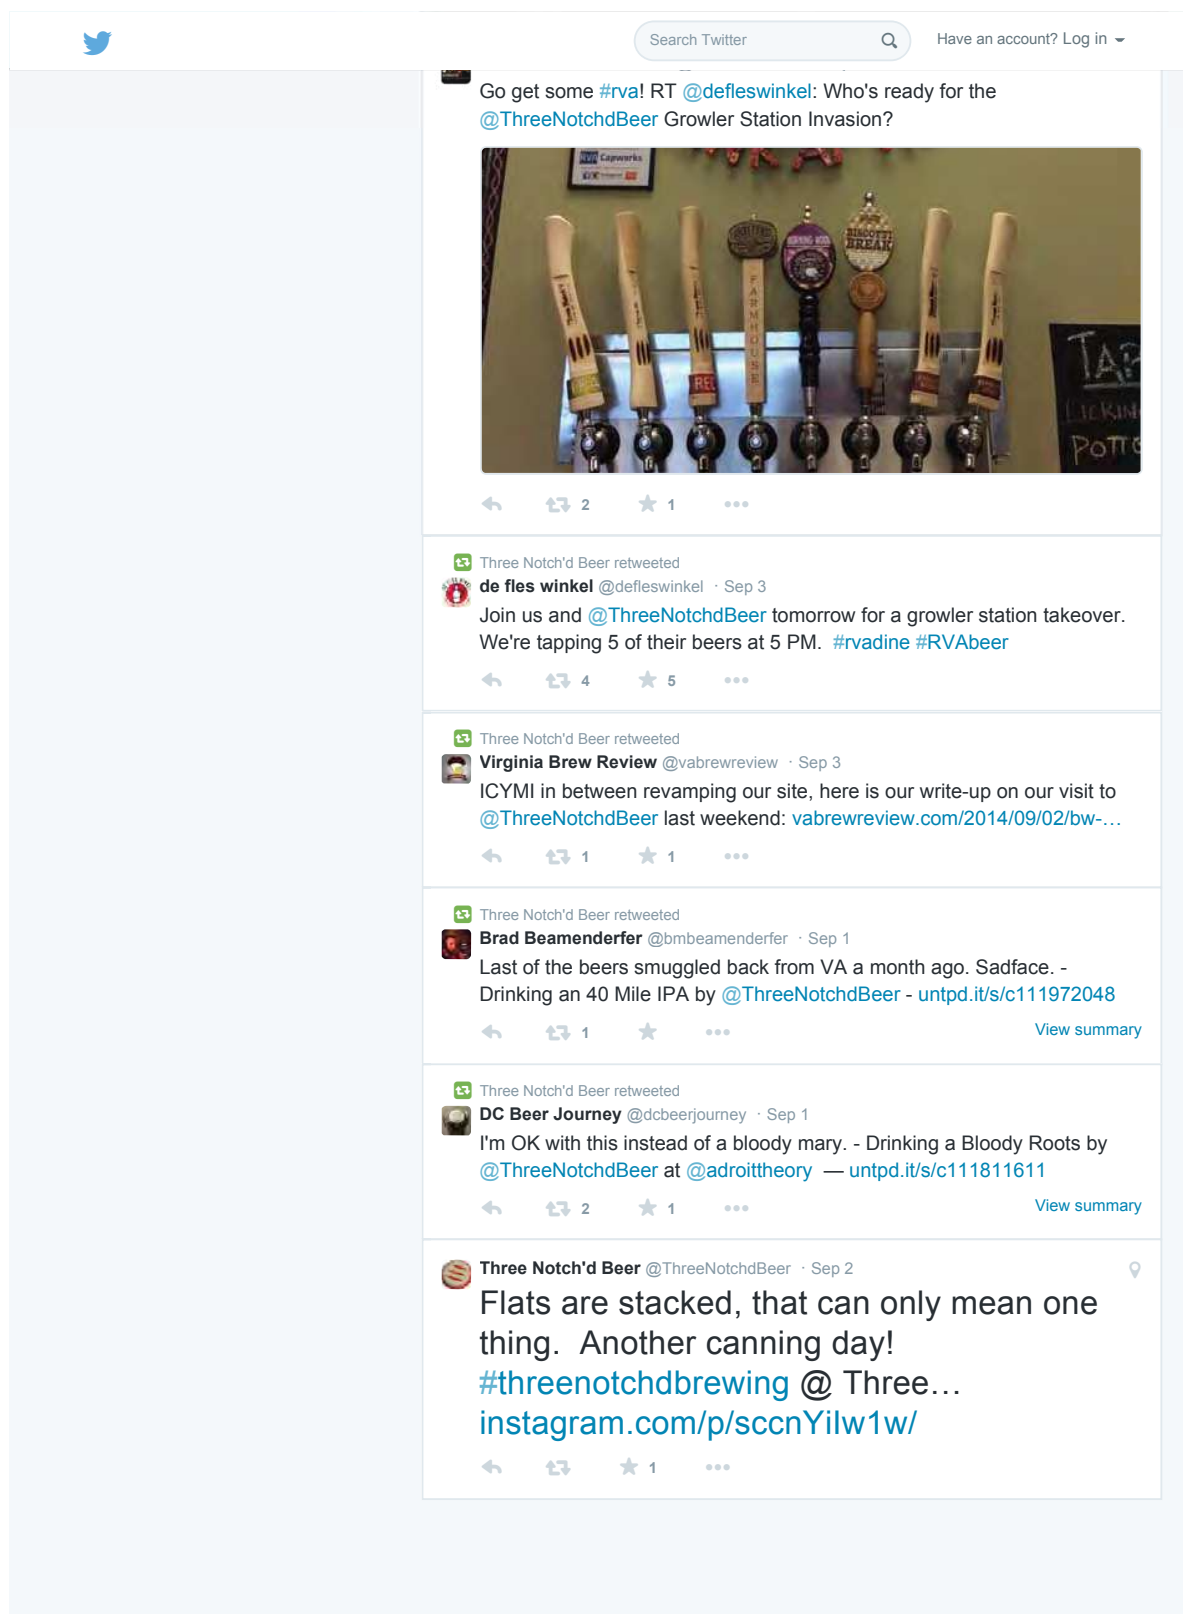 Search Twitter
Have an account? Log in
Go get some #rva! RT @defleswinkel: Who's ready for the
@ThreeNotchdBeer Growler Station Invasion?
Capworks
BISCOTTI
BREAK
FARMHOUSE
RED
TAP
POTTE
2
1
Three Notch'd Beer retweeted
de fles winkel @defleswinkel · Sep 3
Join us and @ThreeNotchdBeer tomorrow for a growler station takeover.
We're tapping 5 of their beers at 5 PM. #rvadine #RVAbeer
4
5
Three Notch'd Beer retweeted
Virginia Brew Review @vabrewreview · Sep 3
ICYMI in between revamping our site, here is our write-up on our visit to
@ThreeNotchdBeer last weekend: vabrewreview.com/2014/09/02/bw-…
1
1
Three Notch'd Beer retweeted
Brad Beamenderfer @bmbeamenderfer · Sep 1
Last of the beers smuggled back from VA a month ago. Sadface. -
Drinking an 40 Mile IPA by @ThreeNotchdBeer - untpd.it/s/c111972048
1
View summary
Three Notch'd Beer retweeted
DC Beer Journey @dcbeerjourney · Sep 1
I'm OK with this instead of a bloody mary. - Drinking a Bloody Roots by
@ThreeNotchdBeer at @adroittheory — untpd.it/s/c111811611
2
1
View summary
Three Notch'd Beer @ThreeNotchdBeer · Sep 2
Flats are stacked, that can only mean one
thing. Another canning day!
#threenotchdbrewing @ Three…
instagram.com/p/sccnYilw1w/
1